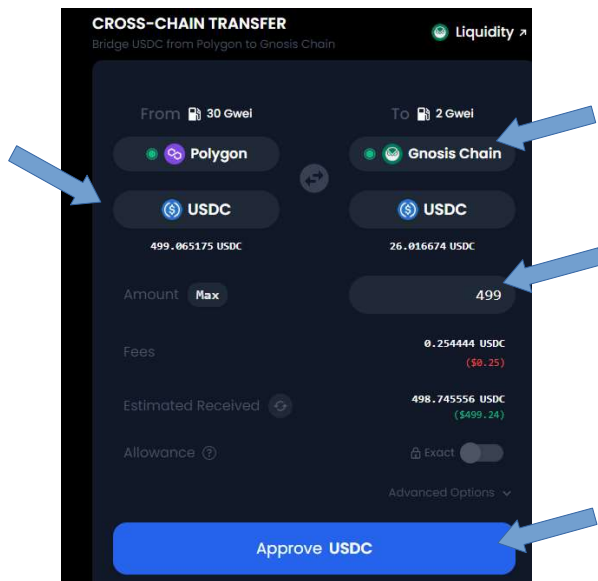 CROSS-CHAIN TRANSFER
Bridge USDC from Polygon to Gnosis Chain
Liquidity ↗
From 30 Gwei
To 2 Gwei
Polygon
Gnosis Chain
USDC
USDC
499.065175 USDC
26.016674 USDC
Amount Max
499
Fees
0.254444 USDC
($0.25)
Estimated Received
498.745556 USDC
($499.24)
Allowance ?
Exact
Advanced Options
Approve USDC